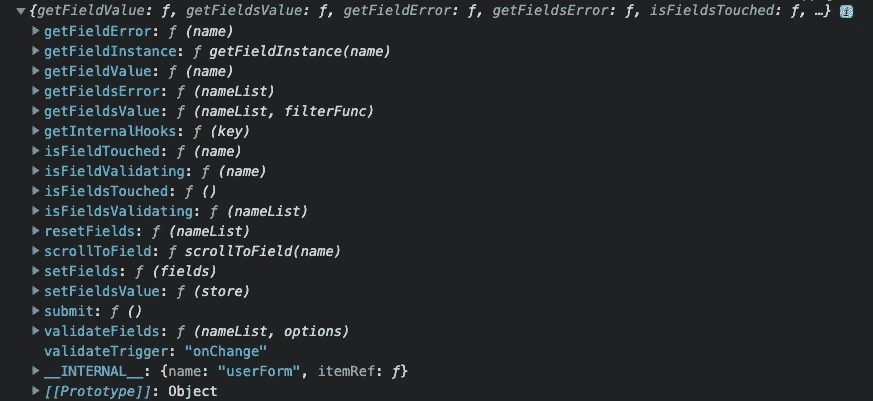 ▼{getFieldValue: ƒ, getFieldsValue: ƒ, getFieldError: ƒ, getFieldsError: ƒ, isFieldsTouched: ƒ, …} i
▶ getFieldError: ƒ (name)
▶ getFieldInstance: ƒ getFieldInstance(name)
▶ getFieldValue: ƒ (name)
▶ getFieldsError: ƒ (nameList)
▶ getFieldsValue: ƒ (nameList, filterFunc)
▶ getInternalHooks: ƒ (key)
▶ isFieldTouched: ƒ (name)
▶ isFieldValidating: ƒ (name)
▶ isFieldsTouched: ƒ ()
▶ isFieldsValidating: ƒ (nameList)
▶ resetFields: ƒ (nameList)
▶ scrollToField: ƒ scrollToField(name)
▶ setFields: ƒ (fields)
▶ setFieldsValue: ƒ (store)
▶ submit: ƒ ()
▶ validateFields: ƒ (nameList, options)
validateTrigger: "onChange"
▶ __INTERNAL__: {name: "userForm", itemRef: ƒ}
▶ [[Prototype]]: Object